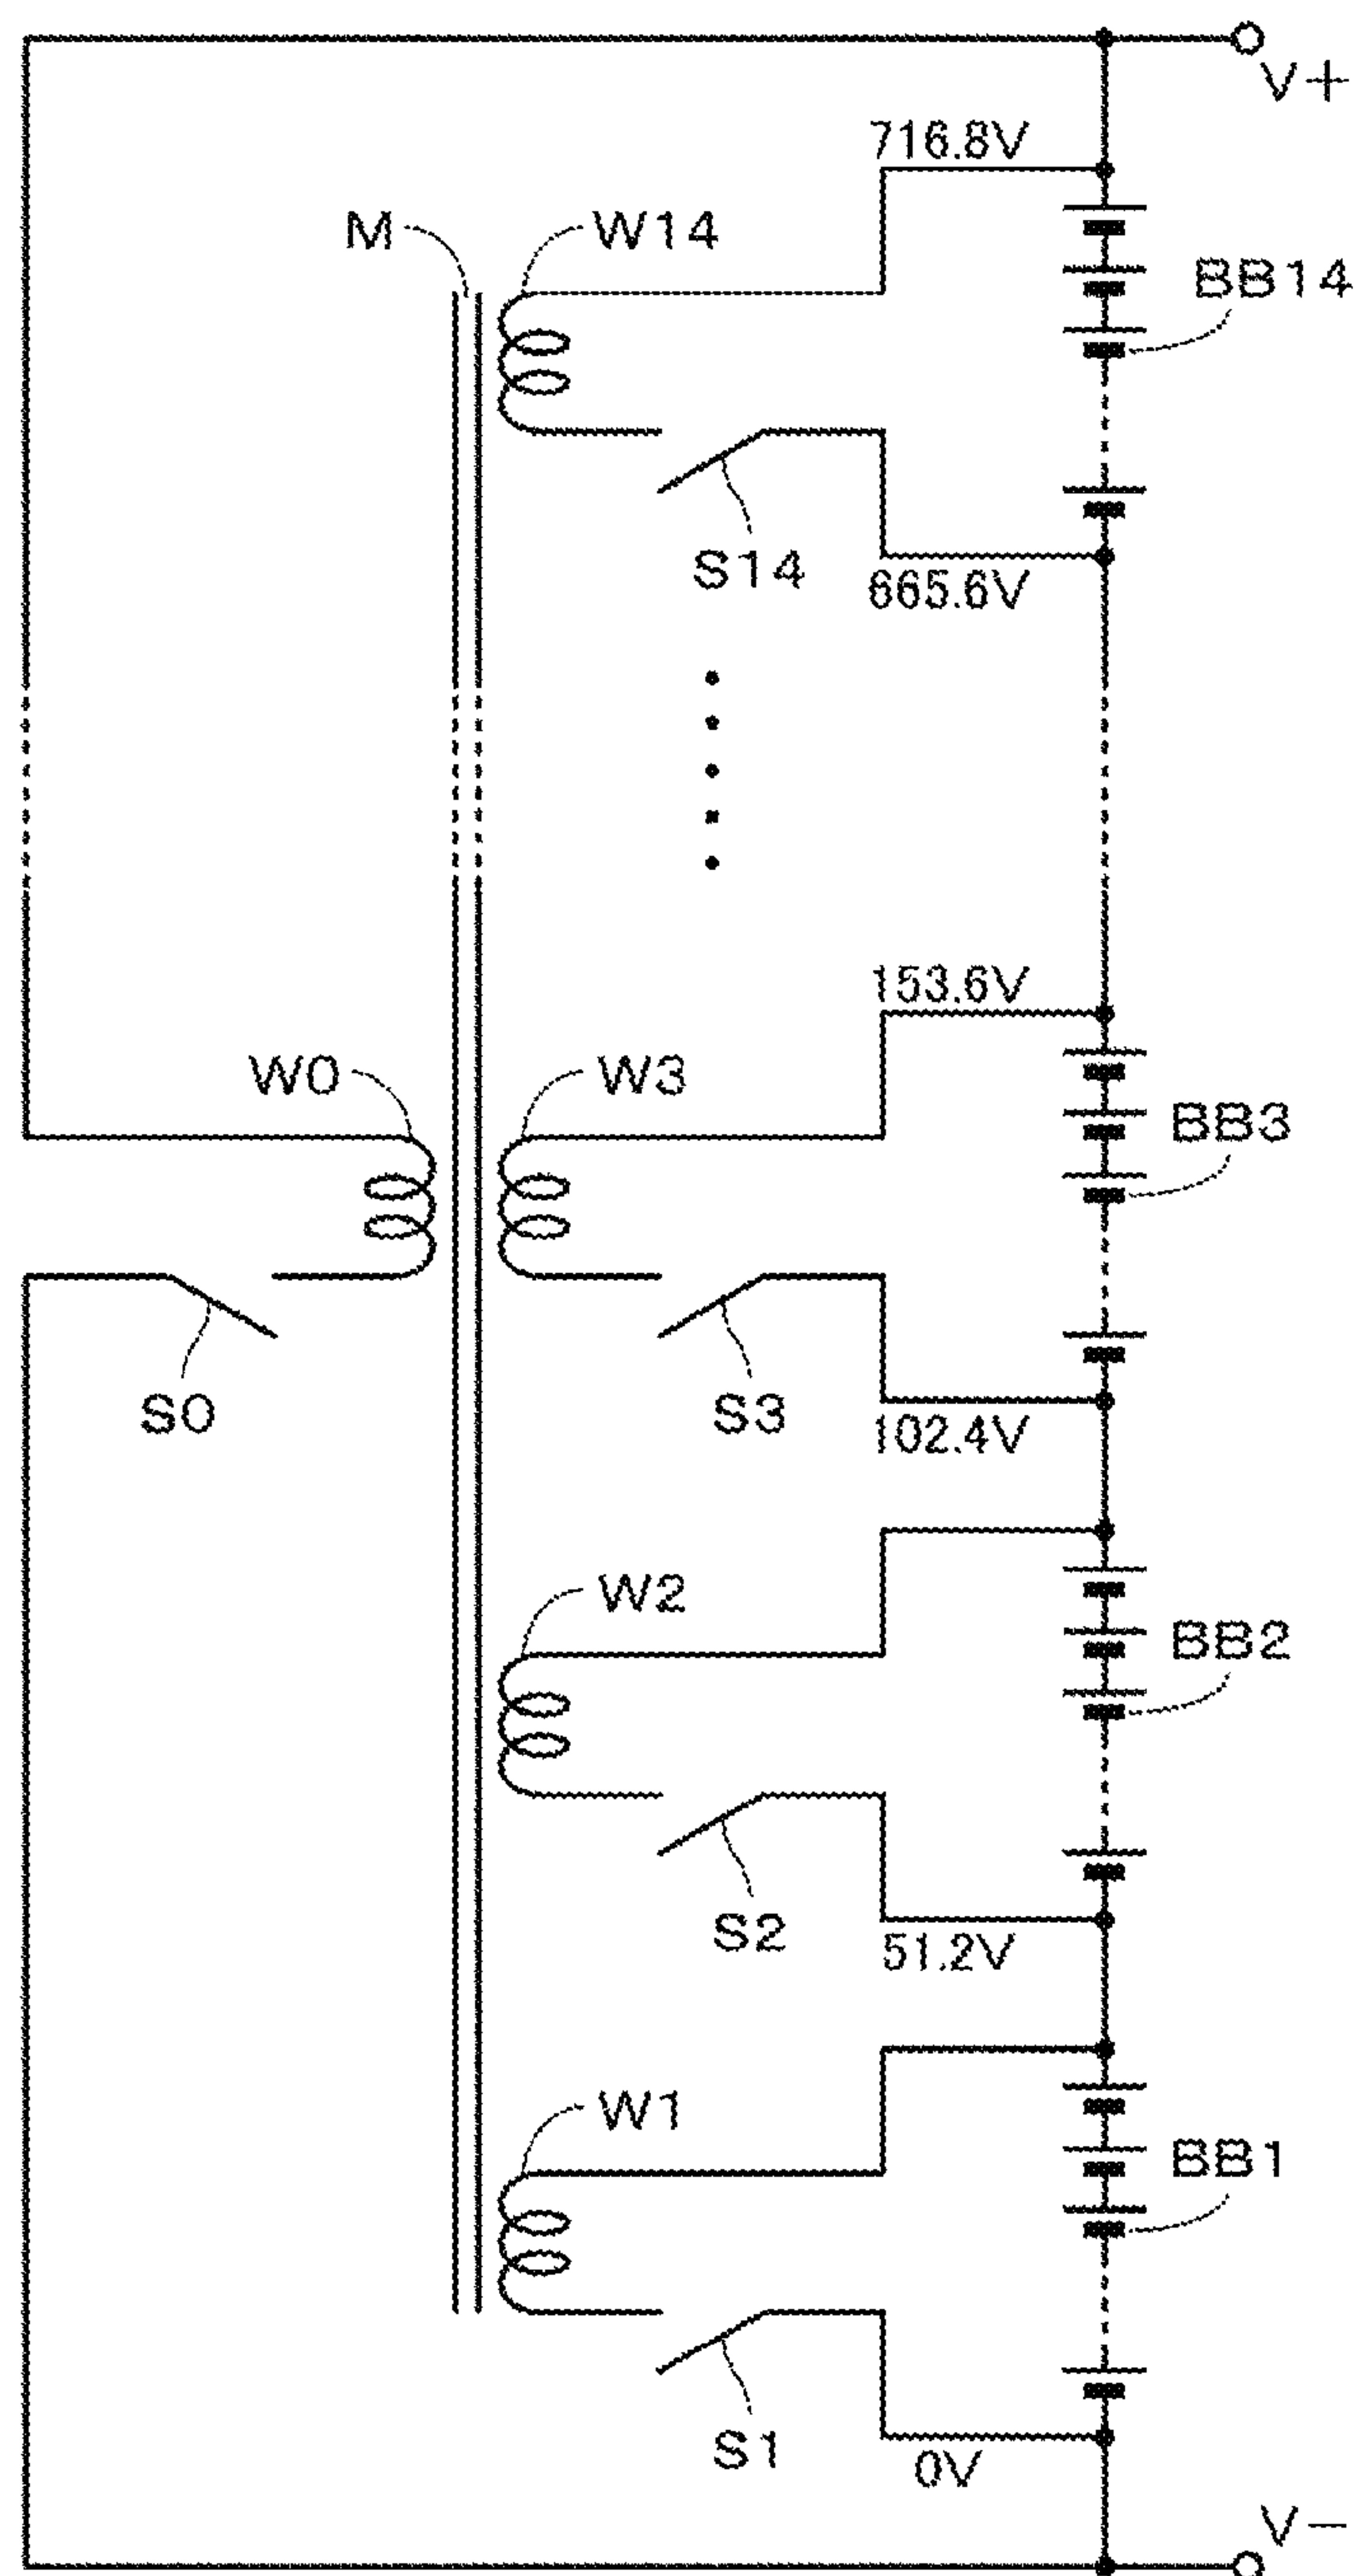 V+
716.8V
M
W14
BB14
S14
665.6V
153.6V
W0
W3
BB3
S0
S3
102.4V
W2
BB2
S2
51.2V
W1
BB1
S1
0V
V-